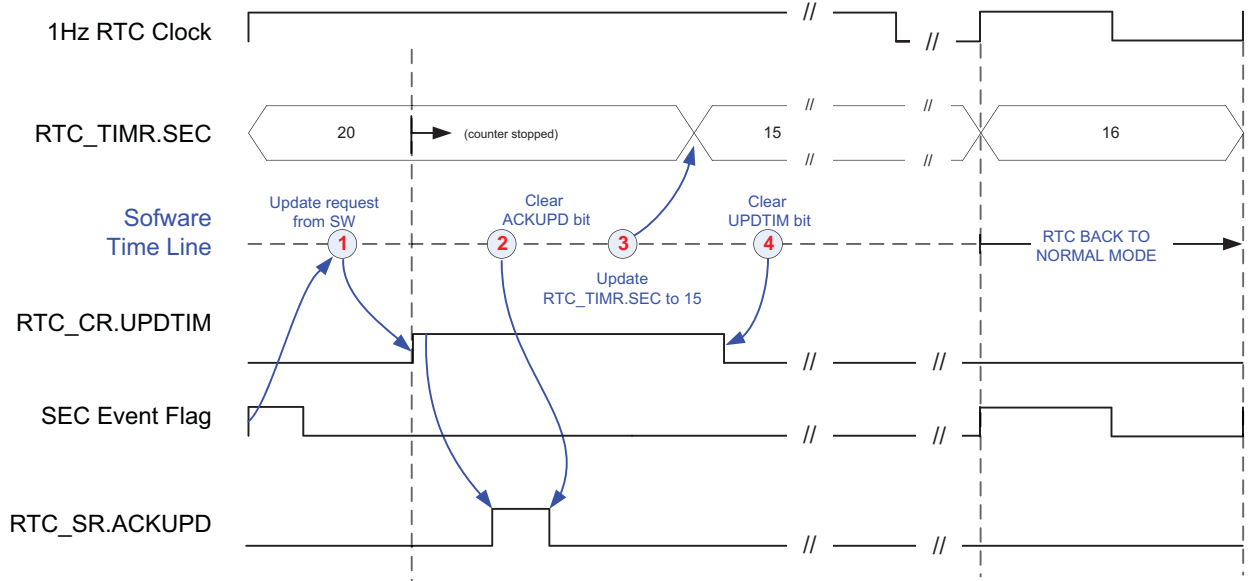 1Hz RTC Clock
//
//
RTC_TIMR.SEC
20
(counter stopped)
15
16
//
//
//
//
Sofware
Time Line
Update request
from SW
1
Clear
ACKUPD bit
2
3
Update
RTC_TIMR.SEC to 15
Clear
UPDTIM bit
4
RTC BACK TO
NORMAL MODE
RTC_CR.UPDTIM
//
//
SEC Event Flag
//
//
RTC_SR.ACKUPD
//
//